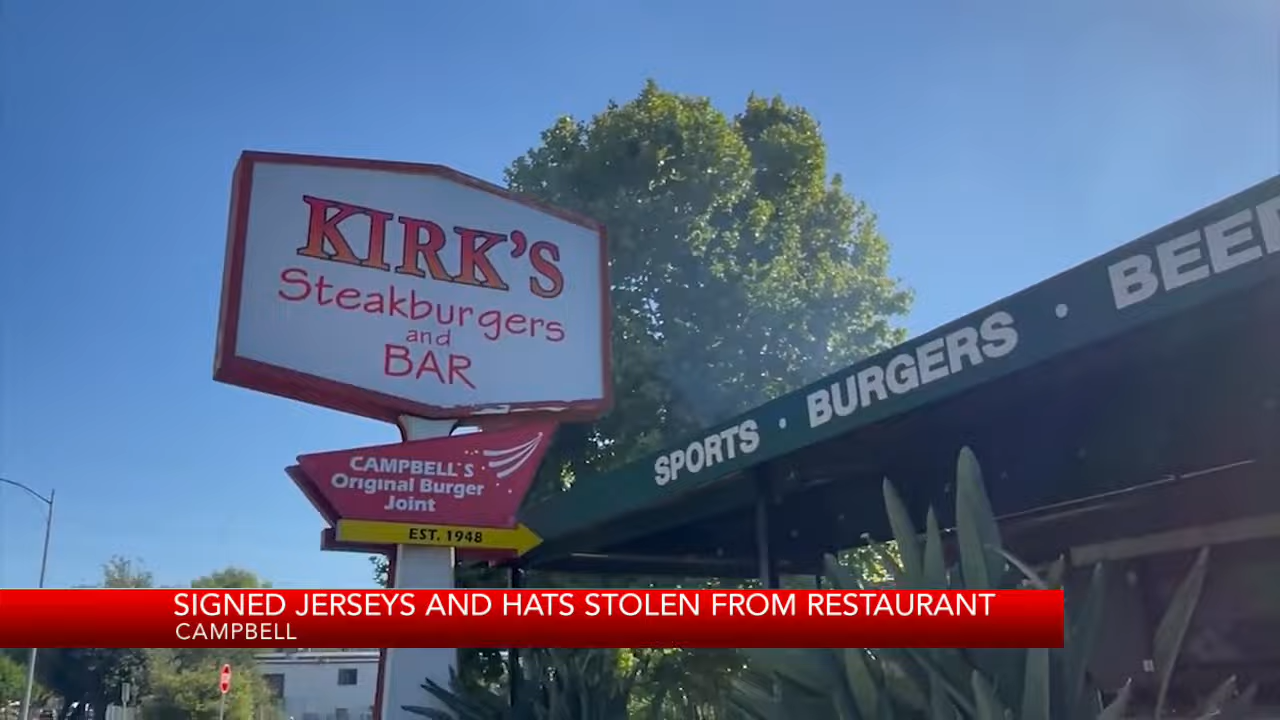 KIRK'S
Steakburgers
and
BAR
CAMPBELL'S
Original Burger
Joint
EST. 1948
SPORTS · BURGERS ·
SIGNED JERSEYS AND HATS STOLEN FROM RESTAURANT
CAMPBELL